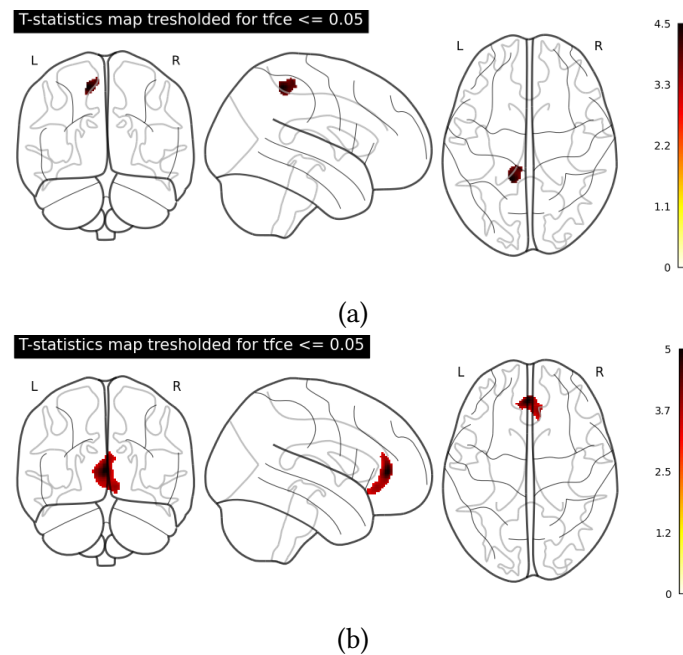 T-statistics map tresholded for tfce <= 0.05
L R L R
4.5
3.3
2.2
1.1
0
(a)
T-statistics map tresholded for tfce <= 0.05
L R L R
5
3.7
2.5
1.2
0
(b)